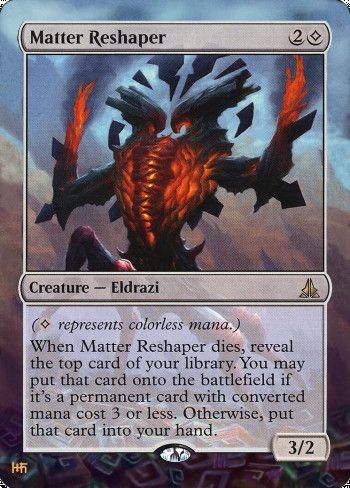 Matter Reshaper 2◇
Creature — Eldrazi
(◇ represents colorless mana.)
When Matter Reshaper dies, reveal
the top card of your library. You may
put that card onto the battlefield if
it's a permanent card with converted
mana cost 3 or less. Otherwise, put
that card into your hand.
3/2